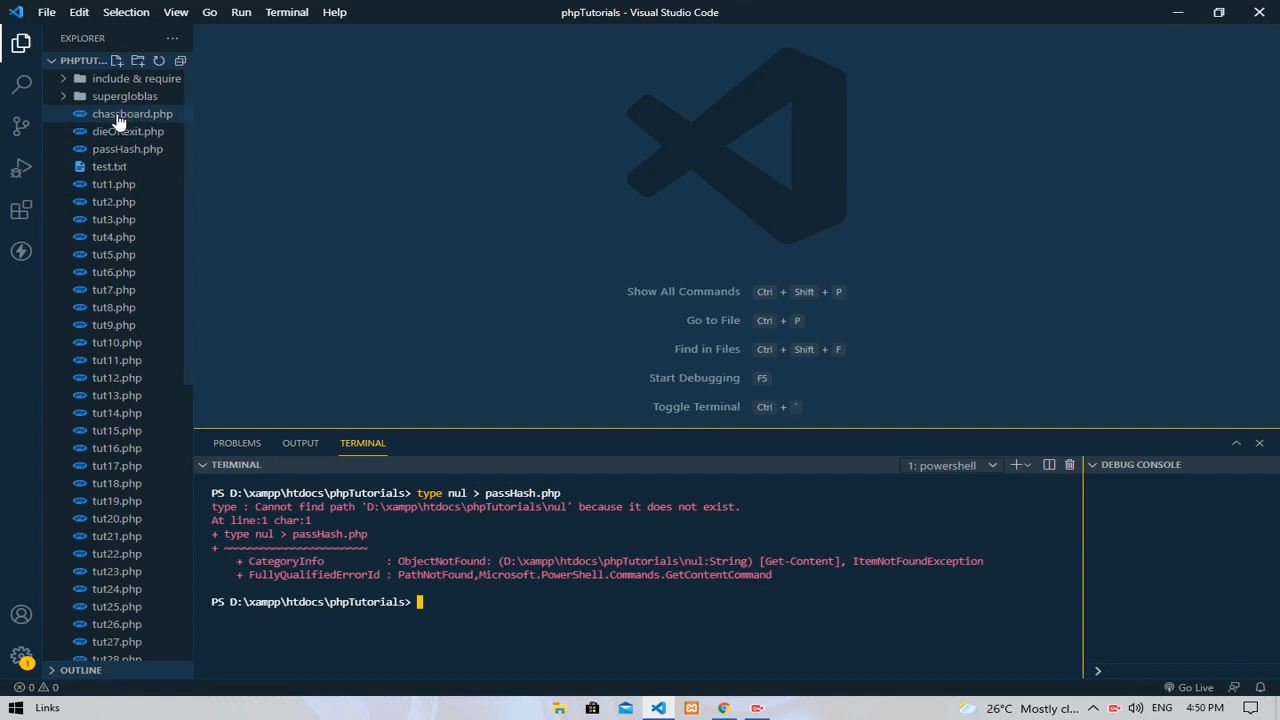 File Edit Selection View Go Run Terminal Help
phpTutorials - Visual Studio Code
EXPLORER
PHPTUT...
include & require
supergloblas
chassboard.php
dieOrexit.php
passHash.php
test.txt
tut1.php
tut2.php
tut3.php
tut4.php
tut5.php
tut6.php
tut7.php
tut8.php
tut9.php
tut10.php
tut11.php
tut12.php
tut13.php
tut14.php
tut15.php
tut16.php
tut17.php
tut18.php
tut19.php
tut20.php
tut21.php
tut22.php
tut23.php
tut24.php
tut25.php
tut26.php
tut27.php
tut28.php
OUTLINE
Show All Commands Ctrl + Shift + P
Go to File Ctrl + P
Find in Files Ctrl + Shift + F
Start Debugging F5
Toggle Terminal Ctrl + `
PROBLEMS OUTPUT TERMINAL
TERMINAL
1: powershell
DEBUG CONSOLE
PS D:\xampp\htdocs\phpTutorials> type nul > passHash.php
type : Cannot find path 'D:\xampp\htdocs\phpTutorials\nul' because it does not exist.
At line:1 char:1
+ type nul > passHash.php
+ ~~~~~~~~~~~~~~~~~~~~~~~
+ CategoryInfo : ObjectNotFound: (D:\xampp\htdocs\phpTutorials\nul:String) [Get-Content], ItemNotFoundException
+ FullyQualifiedErrorId : PathNotFound,Microsoft.PowerShell.Commands.GetContentCommand
PS D:\xampp\htdocs\phpTutorials>
1
0 0
Go Live
Links
26°C Mostly cl... ENG 4:50 PM